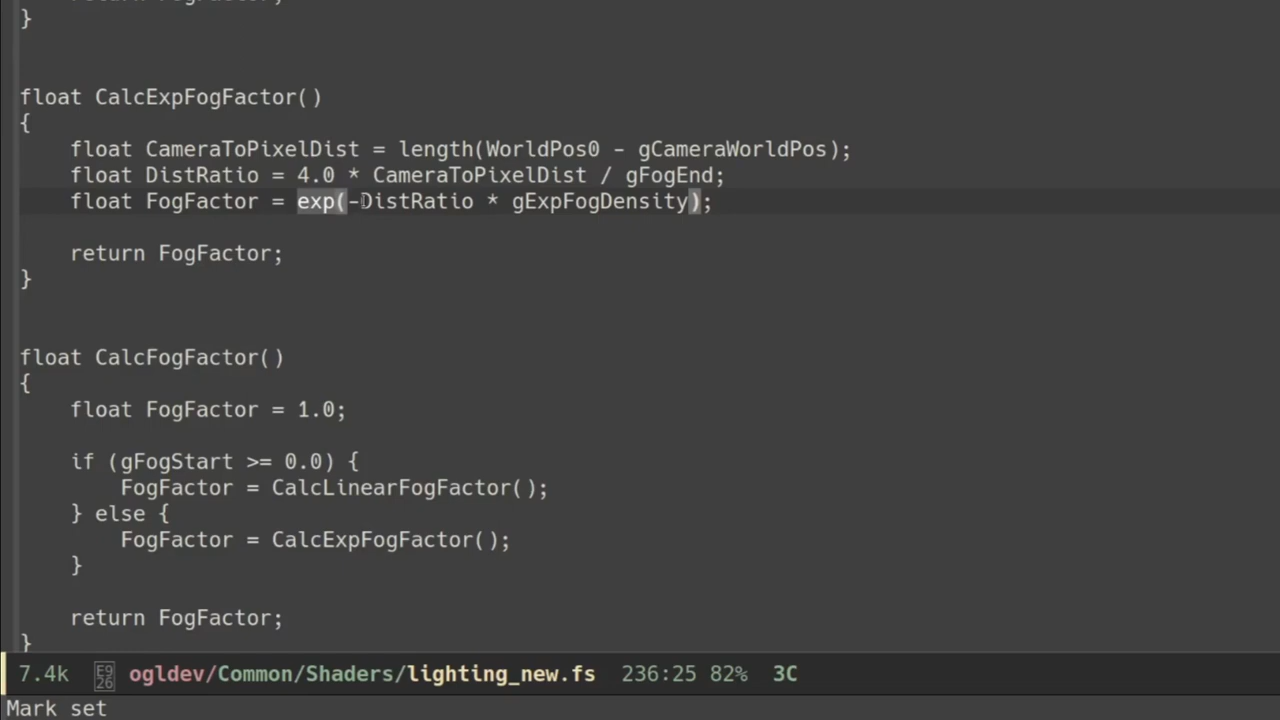 }
float CalcExpFogFactor()
{
float CameraToPixelDist = length(WorldPos0 - gCameraWorldPos);
float DistRatio = 4.0 * CameraToPixelDist / gFogEnd;
float FogFactor = exp(-DistRatio * gExpFogDensity);
return FogFactor;
}
float CalcFogFactor()
{
float FogFactor = 1.0;
if (gFogStart >= 0.0) {
FogFactor = CalcLinearFogFactor();
} else {
FogFactor = CalcExpFogFactor();
}
return FogFactor;
}
7.4k E926 ogldev/Common/Shaders/lighting_new.fs 236:25 82% 3C
Mark set